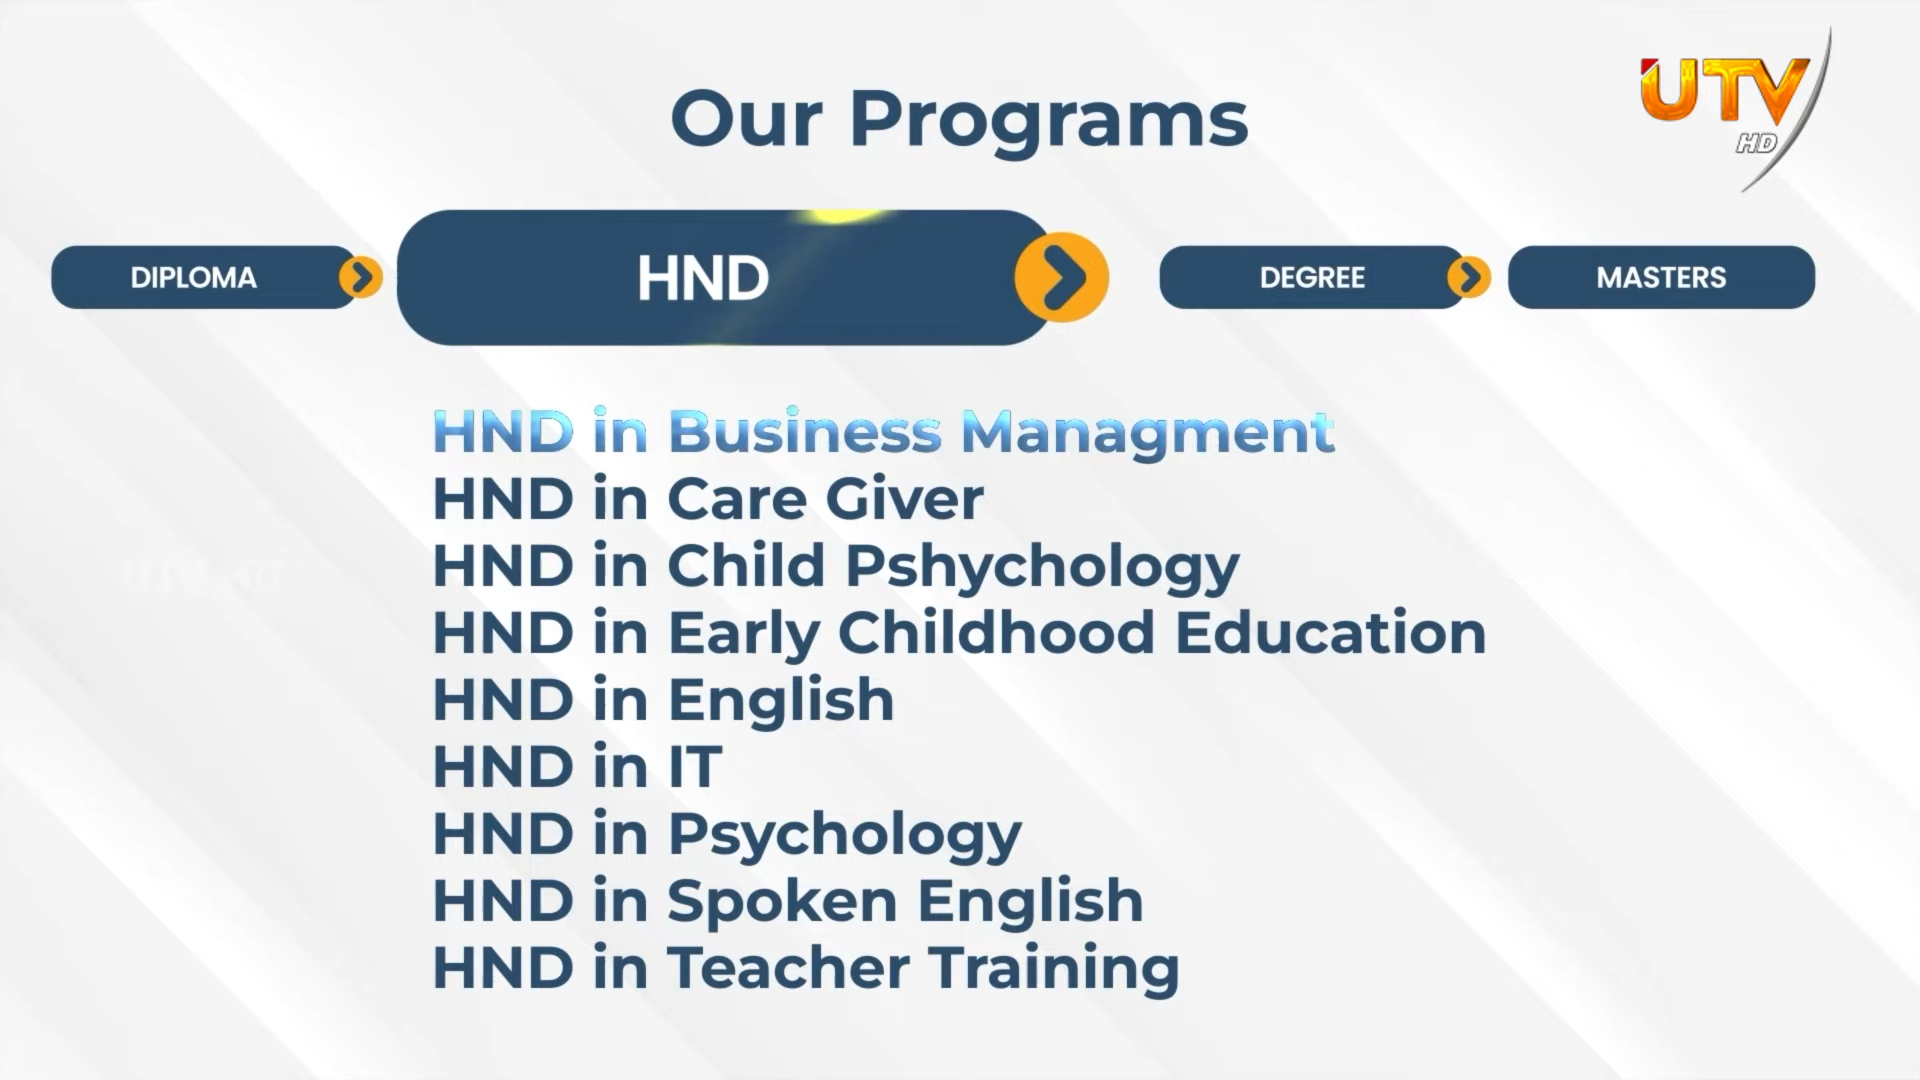 Our Programs
UTV
HD
DIPLOMA
HND
DEGREE
MASTERS
HND in Business Managment
HND in Care Giver
HND in Child Pshychology
HND in Early Childhood Education
UTV HD
HND in English
HND in IT
HND in Psychology
HND in Spoken English
HND in Teacher Training